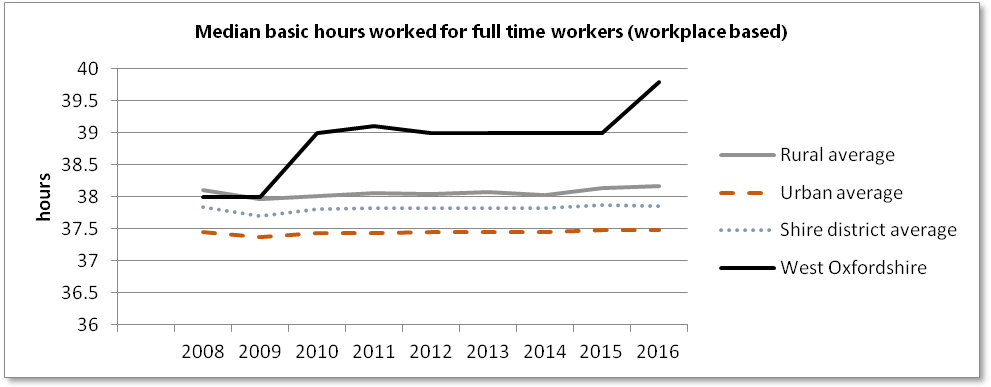 Median basic hours worked for full time workers (workplace based)
40
39.5
39
38.5
38
37.5
37
36.5
36
hours
2008 2009 2010 2011 2012 2013 2014 2015 2016
Rural average
Urban average
Shire district average
West Oxfordshire